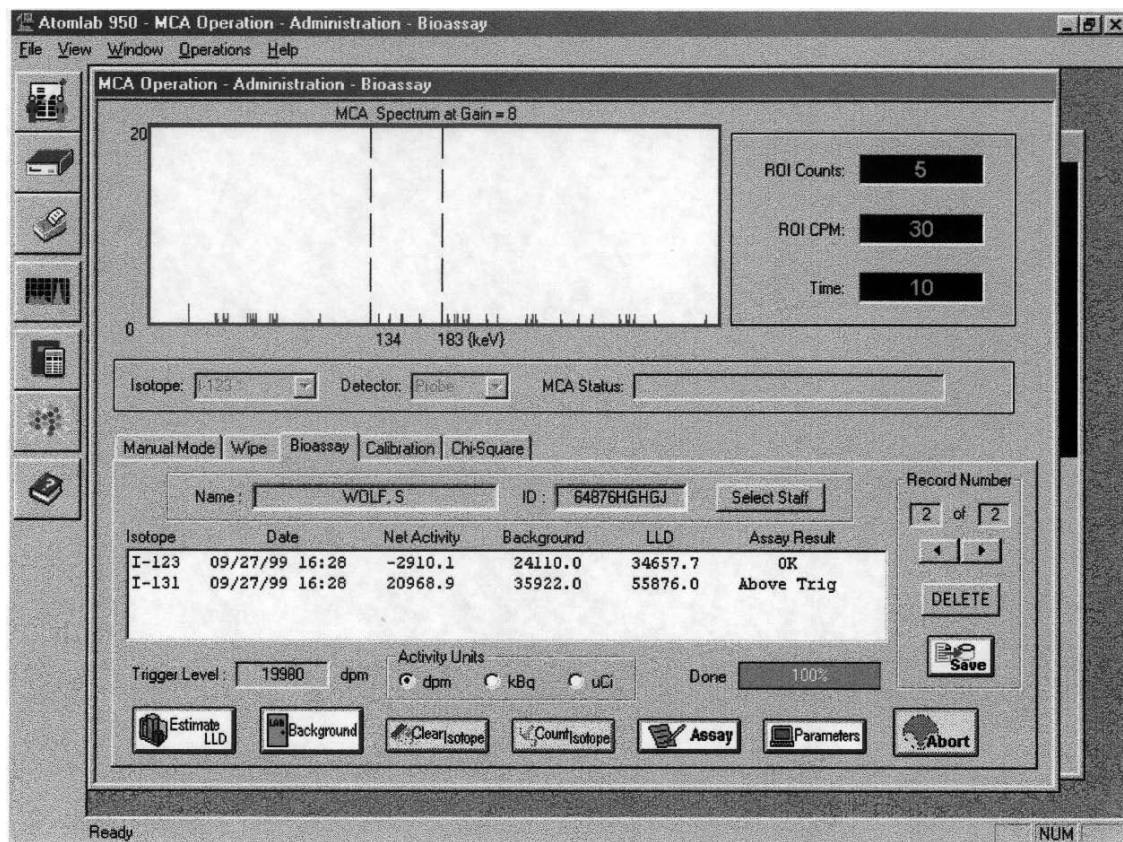 Atomlab 950 - MCA Operation - Administration - Bioassay
File View Window Operations Help
MCA Operation - Administration - Bioassay
MCA Spectrum at Gain = 8
20
0
134 183 {keV}
ROI Counts: 5
ROI CPM: 30
Time: 10
Isotope: I-123 Detector: Probe MCA Status:
Manual Mode Wipe Bioassay Calibration Chi-Square
Name : WOLF, S ID : 64876HGHGJ Select Staff
Record Number
2 of 2
Isotope Date Net Activity Background LLD Assay Result
I-123 09/27/99 16:28 -2910.1 24110.0 34657.7 OK
I-131 09/27/99 16:28 20968.9 35922.0 55876.0 Above Trig
DELETE
Save
Trigger Level : 19980 dpm
Activity Units
dpm kBq uCi
Done 100%
Estimate LLD
LAB Background
Clear Isotope
Count Isotope
Assay
Parameters
Abort
Ready NUM